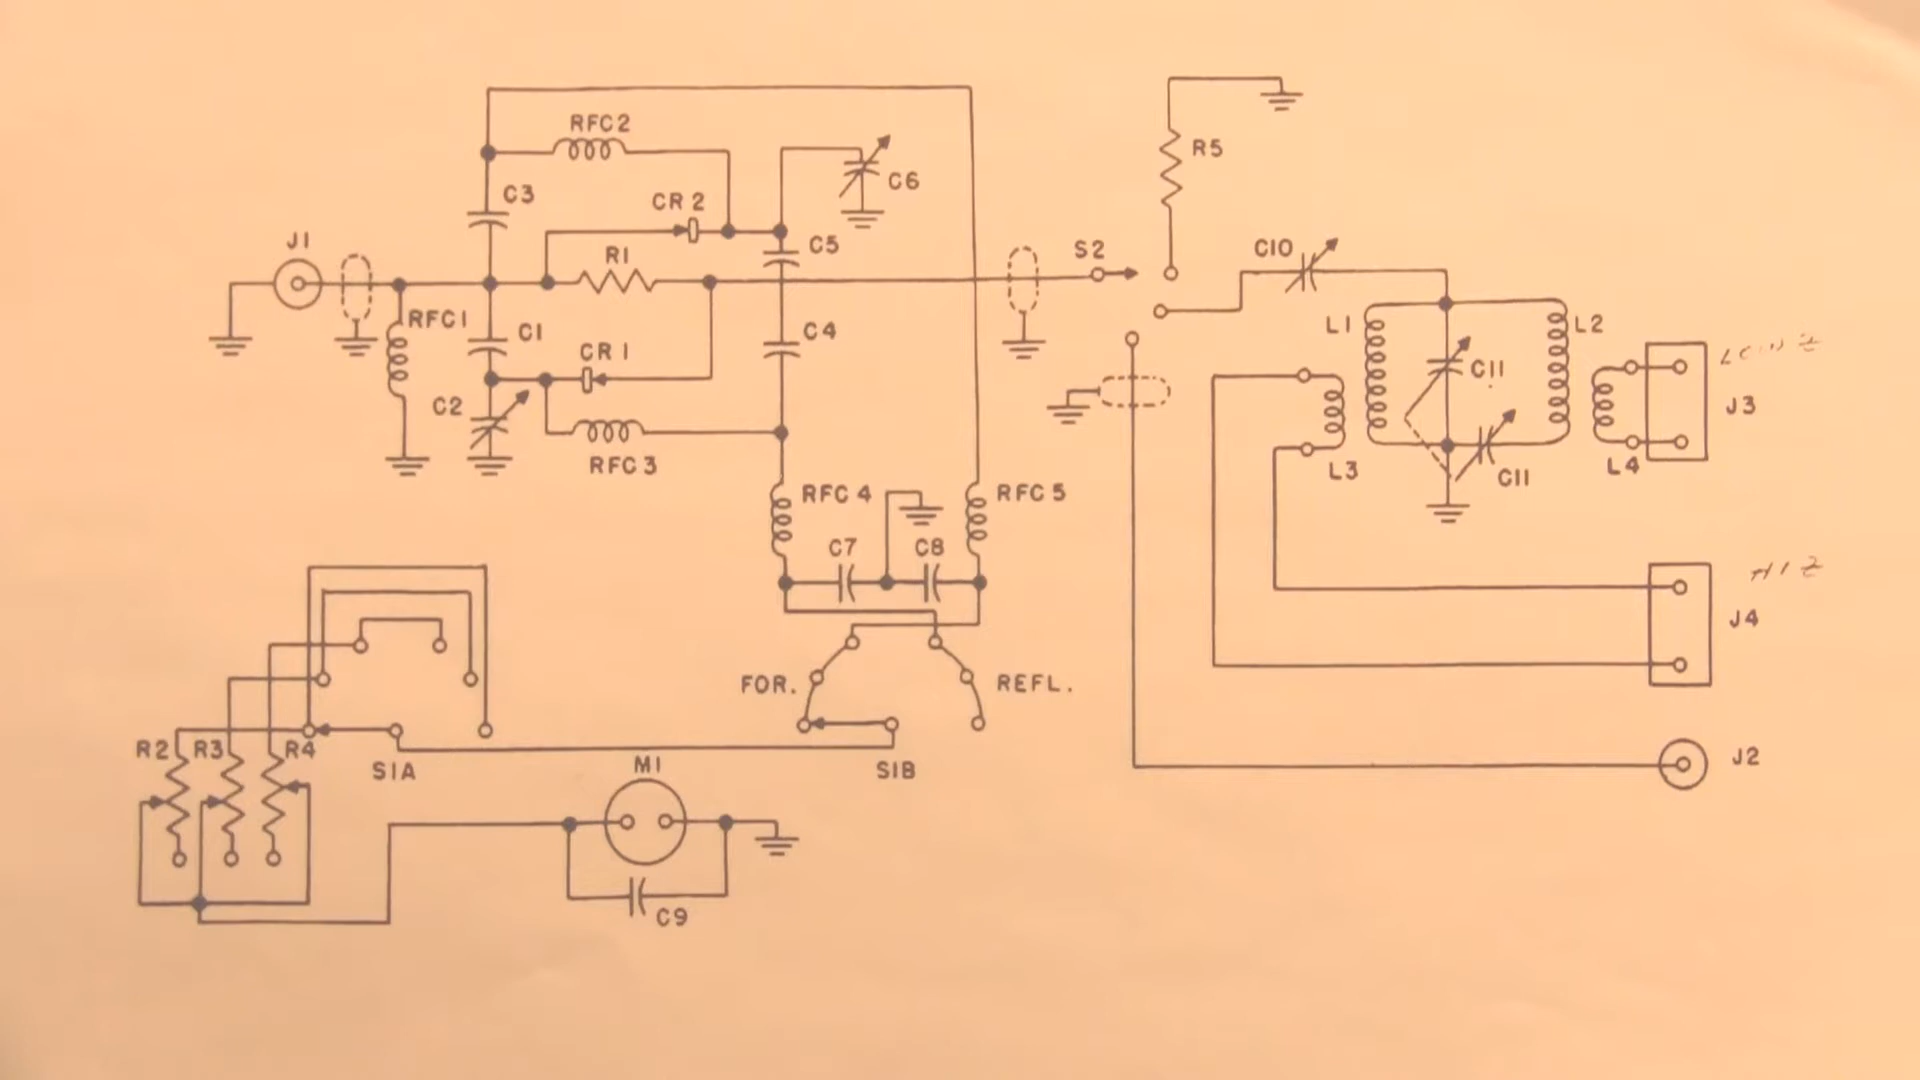 RFC2
R5
C3
C6
CR 2
J1
R1
C5
S2
C10
RFC1
C1
C4
L1
L2
CR 1
C11
C2
J3
RFC3
L3
L4
C11
RFC 4
RFC 5
C7
C8
HI Z
J4
FOR.
REFL.
R2
R3
R4
S1A
M1
S1B
J2
C9